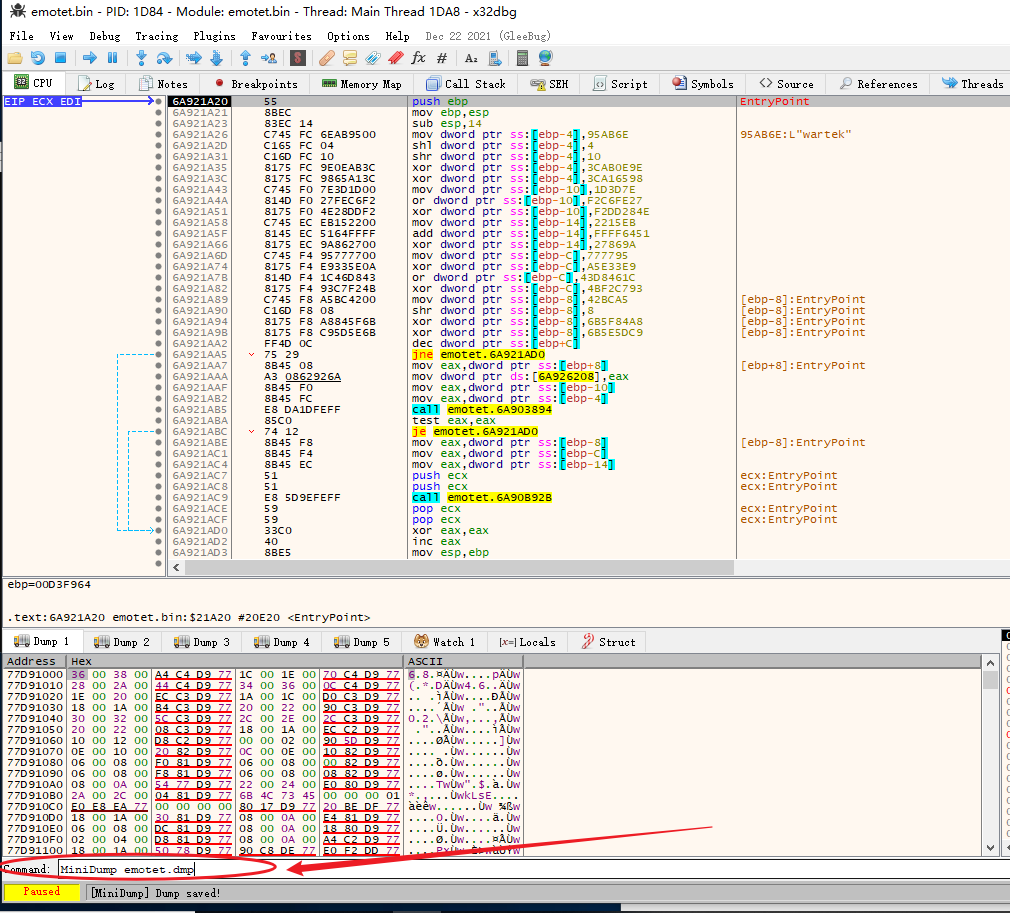 emotet.bin - PID: 1D84 - Module: emotet.bin - Thread: Main Thread 1DA8 - x32dbg
File View Debug Tracing Plugins Favourites Options Help Dec 22 2021 (GleeBug)
CPU Log Notes Breakpoints Memory Map Call Stack SEH Script Symbols Source References Threads
EIP ECX EDI 6A921A20 55 push ebp EntryPoint
6A921A21 8BEC mov ebp,esp
6A921A23 83EC 14 sub esp,14
6A921A26 C745 FC 6EAB9500 mov dword ptr ss:[ebp-4],95AB6E 95AB6E:L"wartek"
6A921A2D C165 FC 04 shl dword ptr ss:[ebp-4],4
6A921A31 C16D FC 10 shr dword ptr ss:[ebp-4],10
6A921A35 8175 FC 9E0EAB3C xor dword ptr ss:[ebp-4],3CAB0E9E
6A921A3C 8175 FC 9865A13C xor dword ptr ss:[ebp-4],3CA16598
6A921A43 C745 F0 7E3D1D00 mov dword ptr ss:[ebp-10],1D3D7E
6A921A4A 814D F0 27FEC6F2 or dword ptr ss:[ebp-10],F2C6FE27
6A921A51 8175 F0 4E28DDF2 xor dword ptr ss:[ebp-10],F2DD284E
6A921A58 C745 EC EB152200 mov dword ptr ss:[ebp-14],2215EB
6A921A5F 8145 EC 5164FFFF add dword ptr ss:[ebp-14],FFFF6451
6A921A66 8175 EC 9A862700 xor dword ptr ss:[ebp-14],27869A
6A921A6D C745 F4 95777700 mov dword ptr ss:[ebp-C],777795
6A921A74 8175 F4 E9335E0A xor dword ptr ss:[ebp-C],A5E33E9
6A921A7B 814D F4 1C46D843 or dword ptr ss:[ebp-C],43D8461C
6A921A82 8175 F4 93C7F24B xor dword ptr ss:[ebp-C],4BF2C793
6A921A89 C745 F8 A5BC4200 mov dword ptr ss:[ebp-8],42BCA5 [ebp-8]:EntryPoint
6A921A90 C16D F8 08 shr dword ptr ss:[ebp-8],8 [ebp-8]:EntryPoint
6A921A94 8175 F8 A8845F6B xor dword ptr ss:[ebp-8],6B5F84A8 [ebp-8]:EntryPoint
6A921A9B 8175 F8 C95D5E6B xor dword ptr ss:[ebp-8],6B5E5DC9 [ebp-8]:EntryPoint
6A921AA2 FF4D 0C dec dword ptr ss:[ebp+C]
6A921AA5 75 29 jne emotet.6A921AD0
6A921AA7 8B45 08 mov eax,dword ptr ss:[ebp+8] [ebp+8]:EntryPoint
6A921AAA A3 0862926A mov dword ptr ds:[6A926208],eax
6A921AAF 8B45 F0 mov eax,dword ptr ss:[ebp-10]
6A921AB2 8B45 FC mov eax,dword ptr ss:[ebp-4]
6A921AB5 E8 DA1DFEFF call emotet.6A903894
6A921ABA 85C0 test eax,eax
6A921ABC 74 12 je emotet.6A921AD0
6A921ABE 8B45 F8 mov eax,dword ptr ss:[ebp-8] [ebp-8]:EntryPoint
6A921AC1 8B45 F4 mov eax,dword ptr ss:[ebp-C]
6A921AC4 8B45 EC mov eax,dword ptr ss:[ebp-14]
6A921AC7 51 push ecx ecx:EntryPoint
6A921AC8 51 push ecx ecx:EntryPoint
6A921AC9 E8 5D9EFEFF call emotet.6A90B92B
6A921ACE 59 pop ecx ecx:EntryPoint
6A921ACF 59 pop ecx ecx:EntryPoint
6A921AD0 33C0 xor eax,eax
6A921AD2 40 inc eax
6A921AD3 8BE5 mov esp,ebp
ebp=00D3F964
.text:6A921A20 emotet.bin:$21A20 #20E20 <EntryPoint>
Dump 1 Dump 2 Dump 3 Dump 4 Dump 5 Watch 1 [x=] Locals Struct
Address Hex ASCII
77D91000 36 00 38 00 A4 C4 D9 77 1C 00 1E 00 70 C4 D9 77 6.8.¤ÄÙw....pÄÙw
77D91010 28 00 2A 00 44 C4 D9 77 34 00 36 00 0C C4 D9 77 (.*.DÄÙw4.6..ÄÙw
77D91020 1E 00 20 00 EC C3 D9 77 1A 00 1C 00 D0 C3 D9 77 .. .ìÃÙw....ÐÃÙw
77D91030 18 00 1A 00 B4 C3 D9 77 20 00 22 00 90 C3 D9 77 ....´ÃÙw ."..ÃÙw
77D91040 30 00 32 00 5C C3 D9 77 2C 00 2E 00 2C C3 D9 77 0.2.\ÃÙw,...,ÃÙw
77D91050 20 00 22 00 08 C3 D9 77 18 00 1A 00 EC C2 D9 77 ."..ÃÙw....ìÂÙw
77D91060 10 00 12 00 D8 C2 D9 77 00 00 02 00 90 5D D9 77 ....ØÂÙw.....]Ùw
77D91070 0E 00 10 00 20 82 D9 77 0C 00 0E 00 10 82 D9 77
77D91080 06 00 08 00 F0 81 D9 77 06 00 08 00 00 82 D9 77
77D91090 06 00 08 00 F8 81 D9 77 06 00 08 00 08 82 D9 77
77D910A0 08 00 0A 00 54 77 D9 77 22 00 24 00 E0 80 D9 77 ....TwÙw".$.à.Ùw
77D910B0 2A 00 2C 00 04 81 D9 77 6B 4C 73 45 00 00 00 01 *.,...ÙwkLsE....
77D910C0 E0 E8 EA 77 00 00 00 00 80 17 D9 77 20 BE DF 77 àèêw......Ùw ¾ßw
77D910D0 18 00 1A 00 30 81 D9 77 08 00 0A 00 E4 81 D9 77 ....0.Ùw....ä.Ùw
77D910E0 06 00 08 00 DC 81 D9 77 08 00 0A 00 18 80 D9 77 ....Ü.Ùw......Ùw
77D910F0 02 00 04 00 D8 81 D9 77 08 00 0A 00 A4 C2 D9 77 ....Ø.Ùw....¤ÂÙw
77D91100 18 00 1A 00 50 78 D9 77 90 C8 DE 77 E0 F2 DD 77
Command: MiniDump emotet.dmp
Paused [MiniDump] Dump saved!